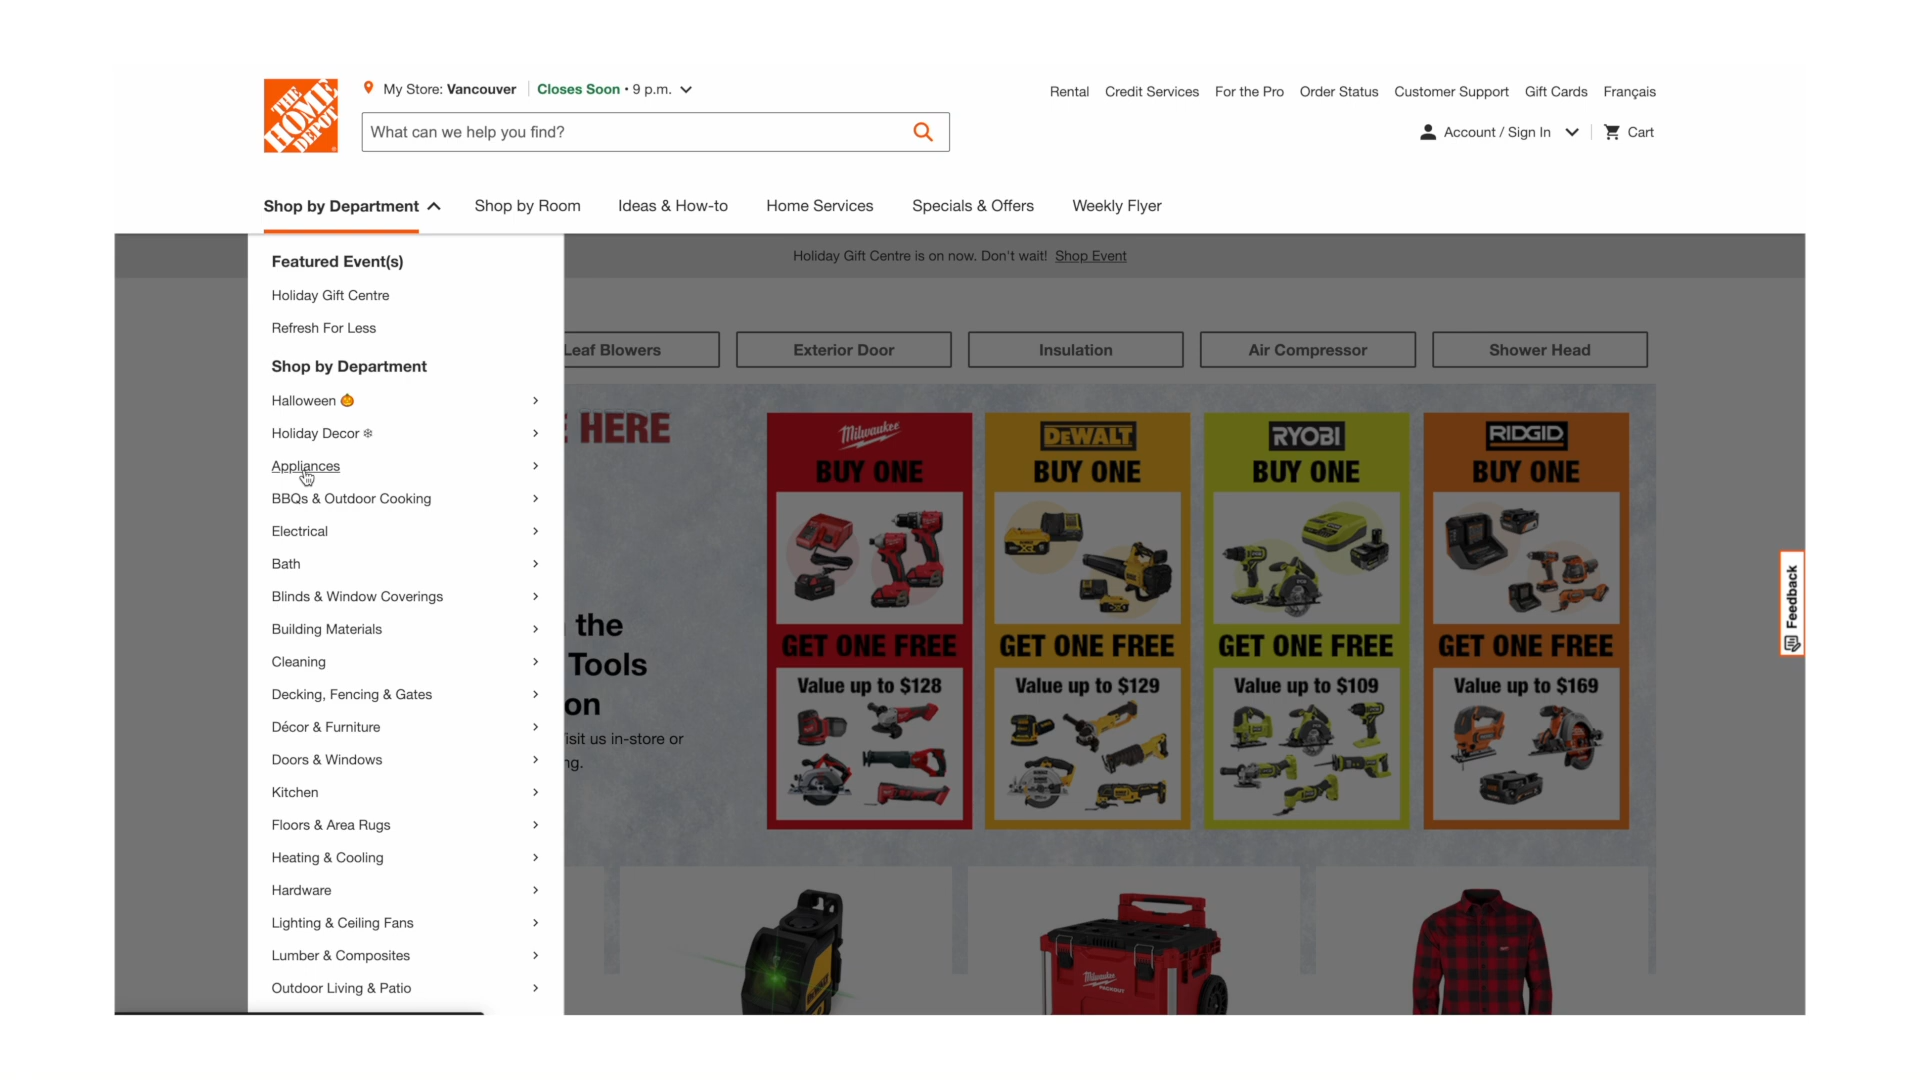 THE HOME DEPOT
My Store: Vancouver
Closes Soon • 9 p.m.
Rental
Credit Services
For the Pro
Order Status
Customer Support
Gift Cards
Français
What can we help you find?
Account / Sign In
Cart
Shop by Department
Shop by Room
Ideas & How-to
Home Services
Specials & Offers
Weekly Flyer
Holiday Gift Centre is on now. Don't wait! Shop Event
Featured Event(s)
Holiday Gift Centre
Refresh For Less
Shop by Department
Halloween 🎃
Holiday Decor ❄
Appliances
BBQs & Outdoor Cooking
Electrical
Bath
Blinds & Window Coverings
Building Materials
Cleaning
Decking, Fencing & Gates
Décor & Furniture
Doors & Windows
Kitchen
Floors & Area Rugs
Heating & Cooling
Hardware
Lighting & Ceiling Fans
Lumber & Composites
Outdoor Living & Patio
Leaf Blowers
Exterior Door
Insulation
Air Compressor
Shower Head
HERE
the
Tools
on
isit us in-store or
ng.
Milwaukee
BUY ONE
GET ONE FREE
Value up to $128
DEWALT
BUY ONE
GET ONE FREE
Value up to $129
RYOBI
BUY ONE
GET ONE FREE
Value up to $109
RIDGID
BUY ONE
GET ONE FREE
Value up to $169
Feedback
DEWALT
Milwaukee
PACKOUT